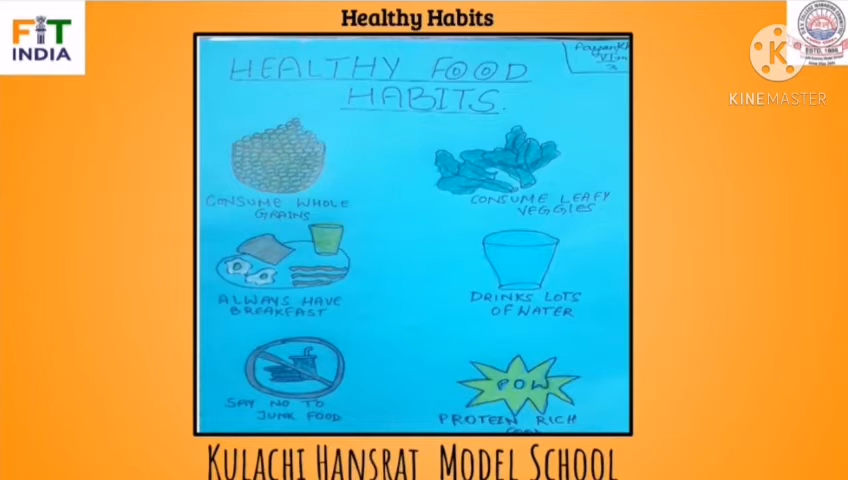 Healthy Habits
FIT
INDIA
KINEMASTER
HEALTHY FOOD
HABITS.
CONSUME WHOLE
GRAINS
CONSUME LEAFY
VEGGIES
ALWAYS HAVE
BREAKFAST
DRINKS LOTS
OF WATER
SAY NO TO
JUNK FOOD
POW
PROTEIN RICH
KULACHI HANSRAJ MODEL SCHOOL